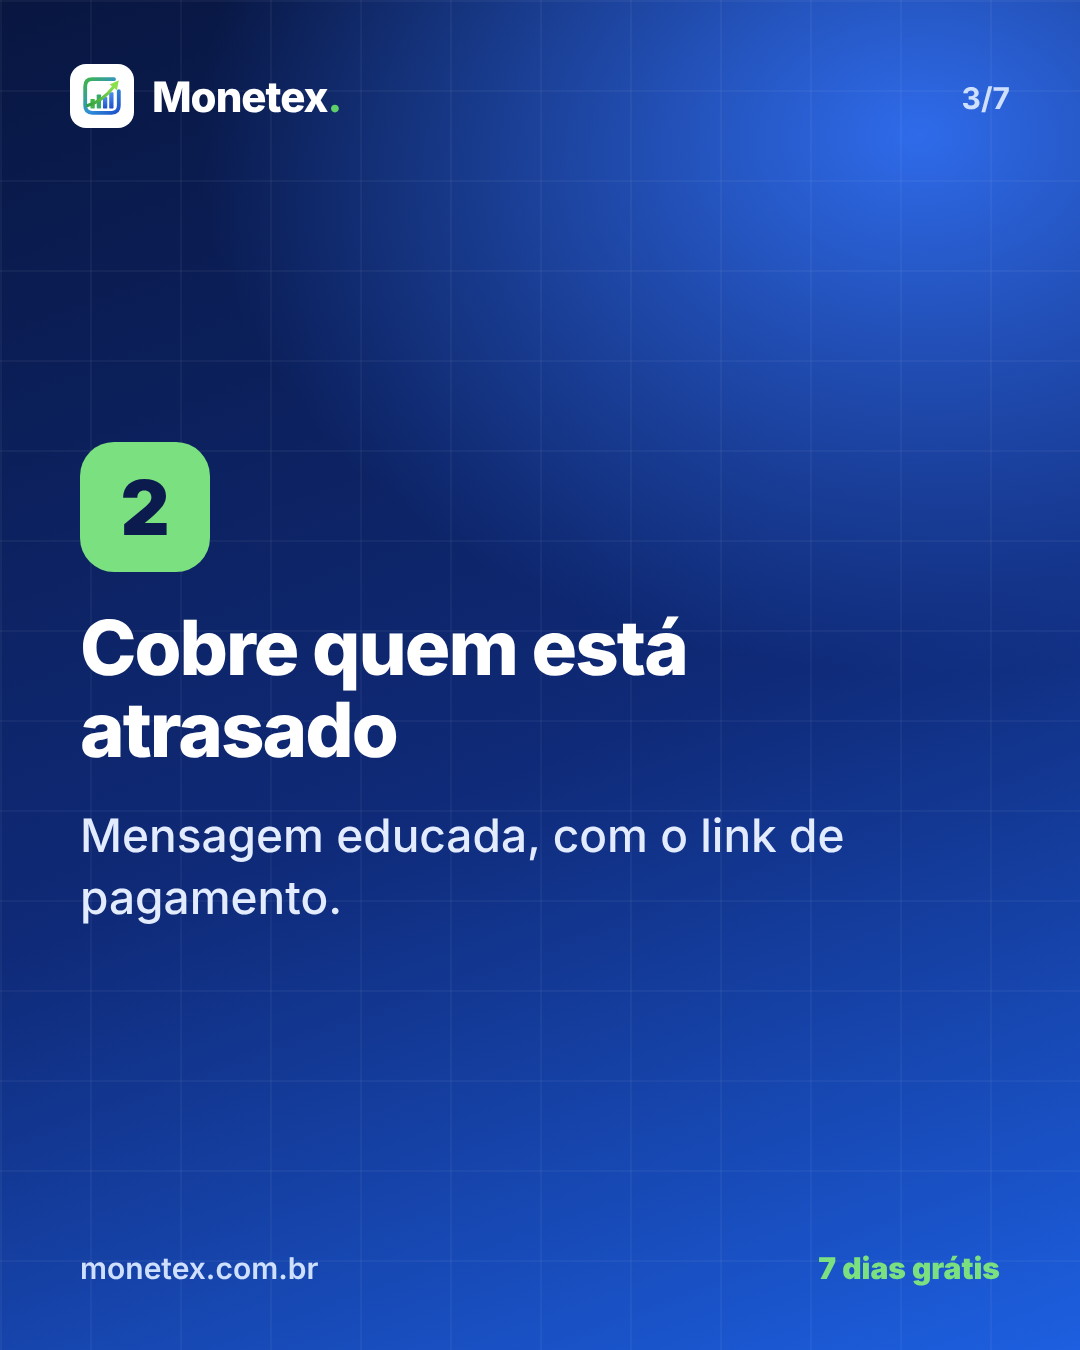 Monetex.
3/7
2
Cobre quem está
atrasado
Mensagem educada, com o link de
pagamento.
monetex.com.br
7 dias grátis